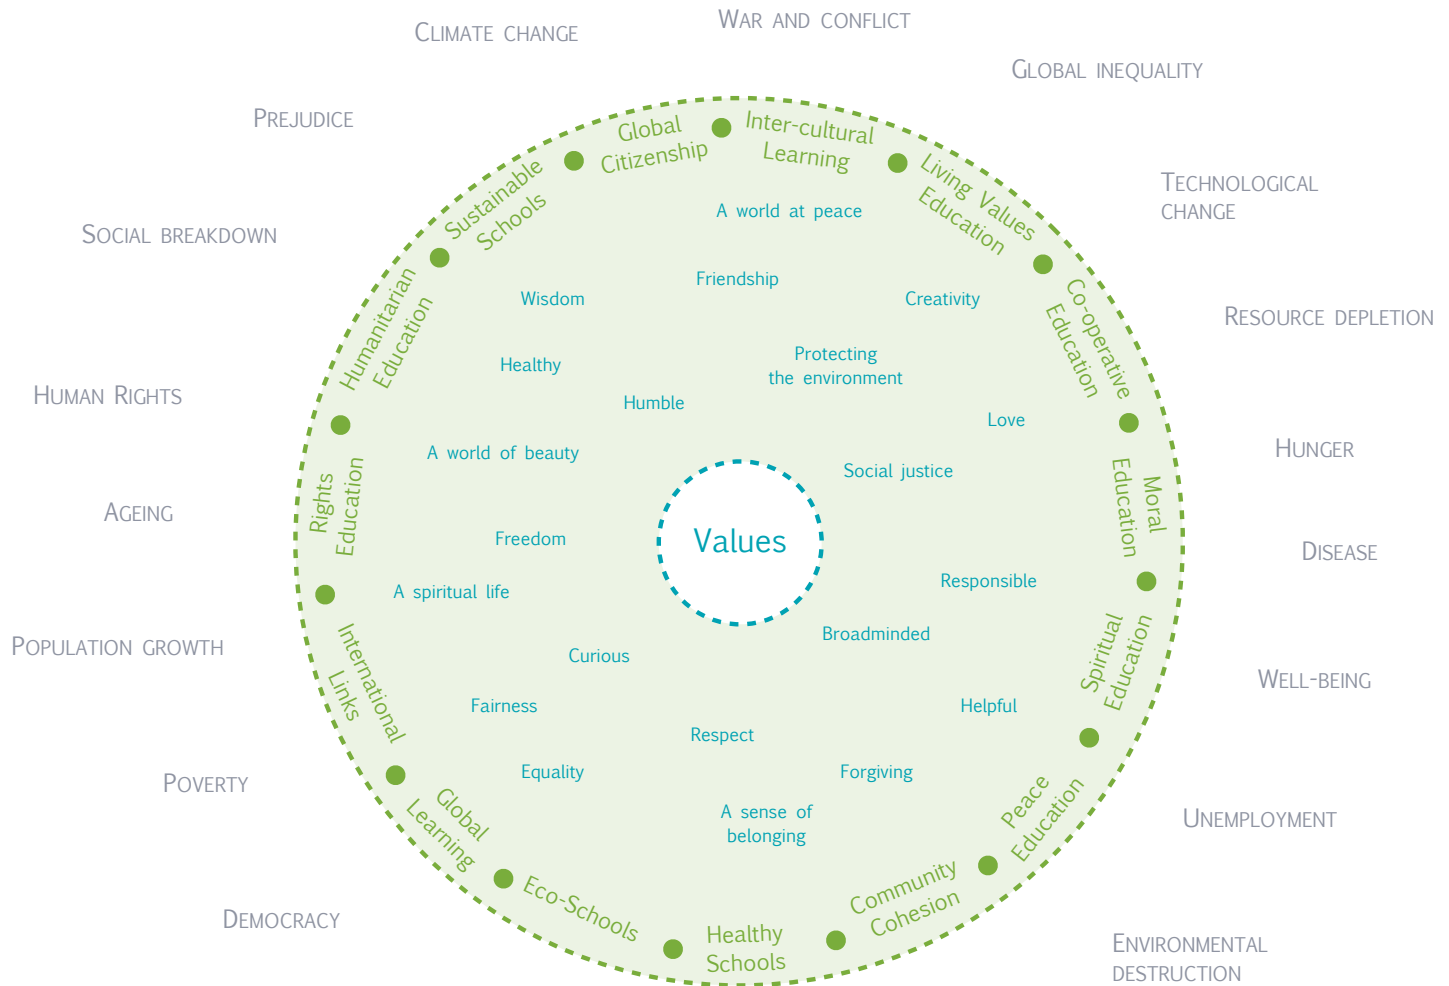 WAR AND CONFLICT
CLIMATE CHANGE
GLOBAL INEQUALITY
PREJUDICE
TECHNOLOGICAL
CHANGE
SOCIAL BREAKDOWN
RESOURCE DEPLETION
HUMAN RIGHTS
HUNGER
AGEING
DISEASE
POPULATION GROWTH
WELL-BEING
POVERTY
UNEMPLOYMENT
DEMOCRACY
ENVIRONMENTAL
DESTRUCTION
Global
Citizenship
Inter-cultural
Learning
Living Values
Education
Co-operative
Education
Moral
Education
Spiritual
Education
Peace
Education
Community
Cohesion
Healthy
Schools
Eco-Schools
Global
Learning
International
Links
Rights
Education
Humanitarian
Education
Sustainable
Schools
A world at peace
Friendship
Wisdom
Creativity
Protecting
the environment
Healthy
Humble
Love
A world of beauty
Social justice
Values
Freedom
Responsible
A spiritual life
Broadminded
Curious
Fairness
Helpful
Respect
Equality
Forgiving
A sense of
belonging